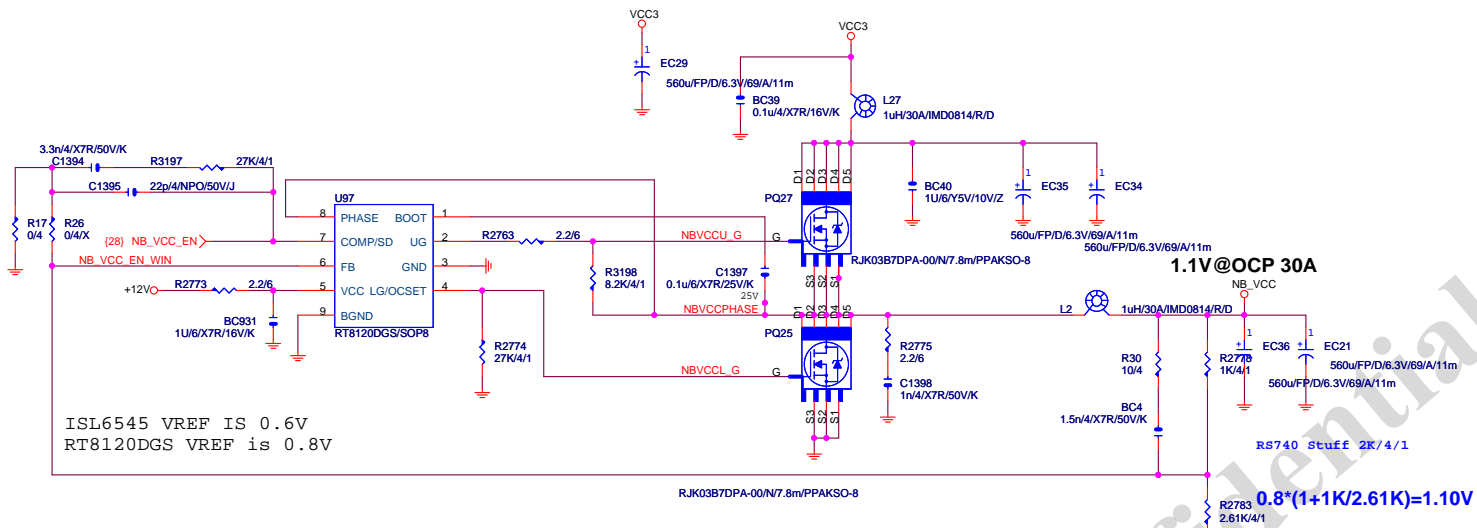 VCC3
VCC3
1
EC29
560u/FP/D/6.3V/69/A/11m
BC39
0.1u/4/X7R/16V/K
L27
1uH/30A/IMD0814/R/D
3.3n/4/X7R/50V/K
C1394
R3197
27K/4/1
C1395
22p/4/NPO/50V/J
U97
R17
0/4
R26
0/4/X
{28} NB_VCC_EN
NB_VCC_EN_WIN
+12V
R2773
2.2/6
BC931
1U/6/X7R/16V/K
8 PHASE BOOT 1
7 COMP/SD UG 2
6 FB GND 3
5 VCC LG/OCSET 4
9 BGND
RT8120DGS/SOP8
R2763
2.2/6
R3198
8.2K/4/1
R2774
27K/4/1
NBVCCU_G
C1397
0.1u/6/X7R/25V/K
25V
NBVCCPHASE
NBVCCL_G
D1 D2 D3 D4 D5
PQ27
G
S3 S2 S1
RJK03B7DPA-00/N/7.8m/PPAKSO-8
D1 D2 D3 D4 D5
PQ25
G
S3 S2 S1
RJK03B7DPA-00/N/7.8m/PPAKSO-8
BC40
1U/6/Y5V/10V/Z
1
EC35
560u/FP/D/6.3V/69/A/11m
1
EC34
560u/FP/D/6.3V/69/A/11m
R2775
2.2/6
C1398
1n/4/X7R/50V/K
1.1V@OCP 30A
NB_VCC
L2
1uH/30A/IMD0814/R/D
R30
10/4
BC4
1.5n/4/X7R/50V/K
R2778
1K/4/1
1
EC36
560u/FP/D/6.3V/69/A/11m
1
EC21
560u/FP/D/6.3V/69/A/11m
RS740 Stuff 2K/4/1
R2783
2.61K/4/1
0.8*(1+1K/2.61K)=1.10V
ISL6545 VREF IS 0.6V
RT8120DGS VREF is 0.8V
fidential